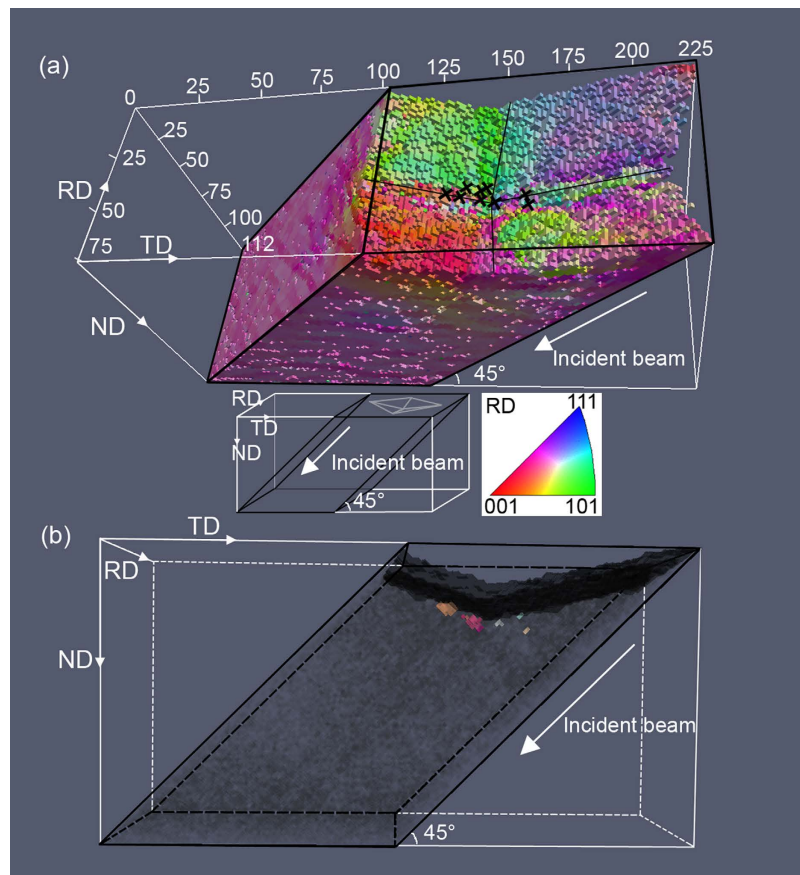 (a)
0 25 50 75 100 125 150 175 200 225
25 25
50
75
RD 50 100
75 TD 112
ND
Incident beam
45°
RD
TD
ND
Incident beam
45°
RD 111
001 101
(b)
TD
RD
ND
Incident beam
45°